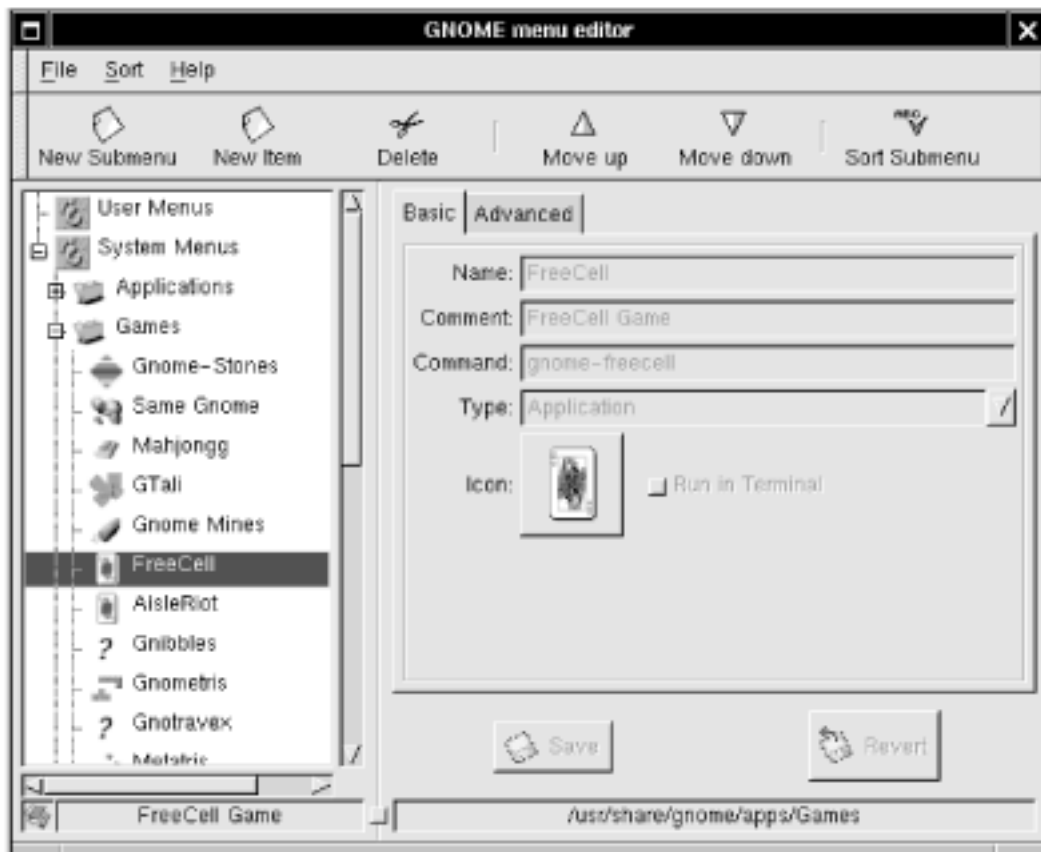 GNOME menu editor
File Sort Help
New Submenu New Item Delete Move up Move down Sort Submenu
User Menus
System Menus
Applications
Games
Gnome-Stones
Same Gnome
Mahjongg
GTali
Gnome Mines
FreeCell
AisleRiot
Gnibbles
Gnometris
Gnotravex
Metatris
FreeCell Game
Basic Advanced
Name: FreeCell
Comment: FreeCell Game
Command: gnome-freecell
Type: Application
Icon: Run in Terminal
Save Revert
/usr/share/gnome/apps/Games